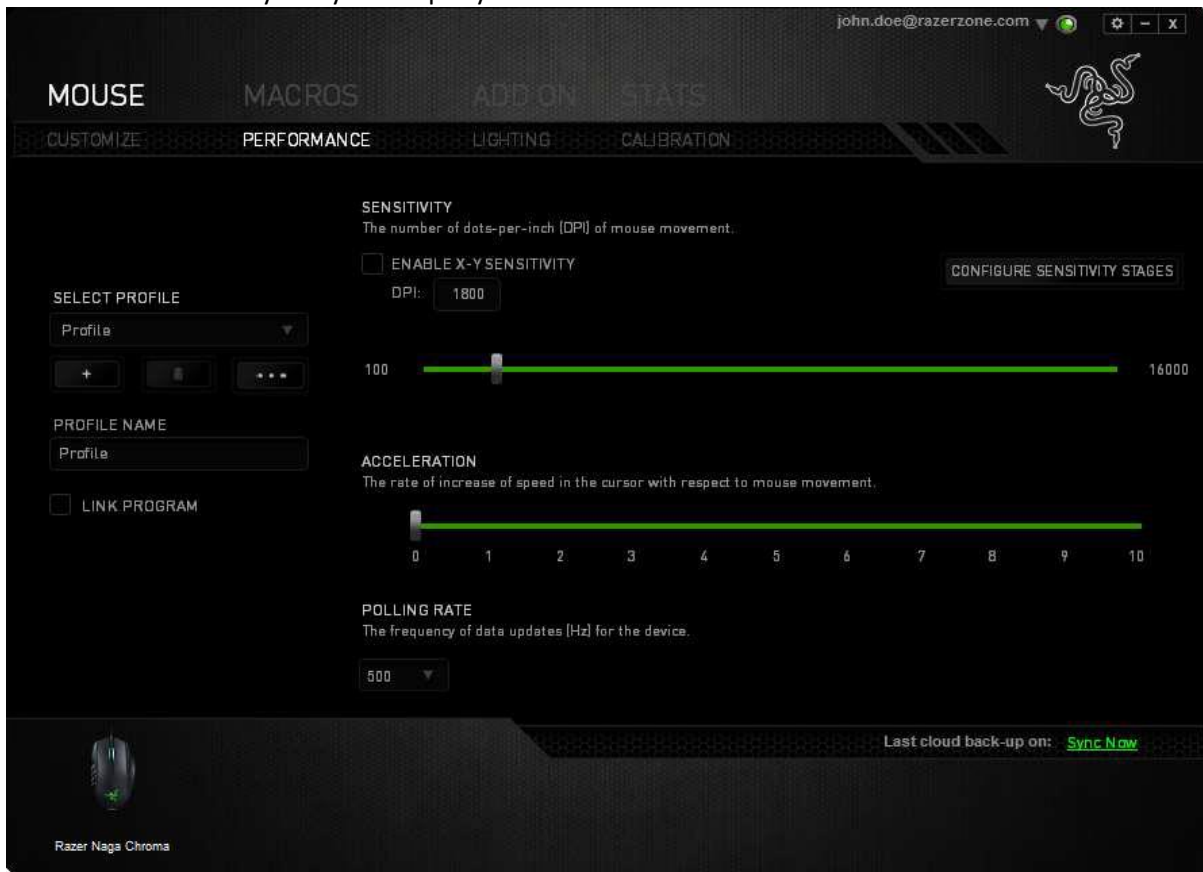 john.doe@razerzone.com
MOUSE MACROS ADD ON STATS
CUSTOMIZE PERFORMANCE LIGHTING CALIBRATION
SENSITIVITY
The number of dots-per-inch (DPI) of mouse movement.
ENABLE X-Y SENSITIVITY
CONFIGURE SENSITIVITY STAGES
DPI: 1800
SELECT PROFILE
Profile
+ ...
100 16000
PROFILE NAME
Profile
LINK PROGRAM
ACCELERATION
The rate of increase of speed in the cursor with respect to mouse movement.
0 1 2 3 4 5 6 7 8 9 10
POLLING RATE
The frequency of data updates (Hz) for the device.
500
Last cloud back-up on: Sync Now
Razer Naga Chroma